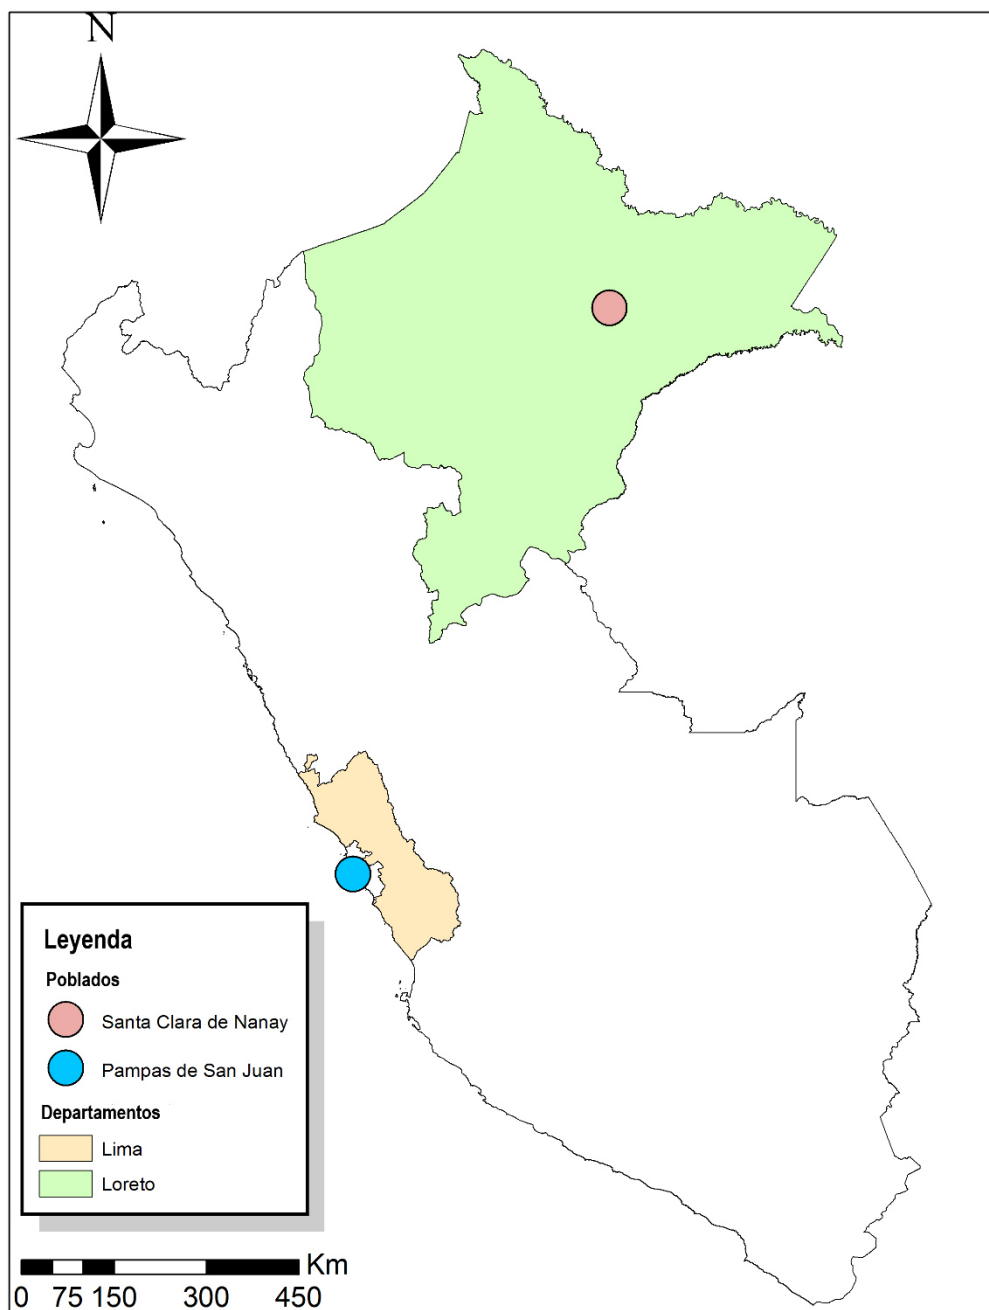 N
Leyenda
Poblados
Santa Clara de Nanay
Pampas de San Juan
Departamentos
Lima
Loreto
Km
0 75 150 300 450